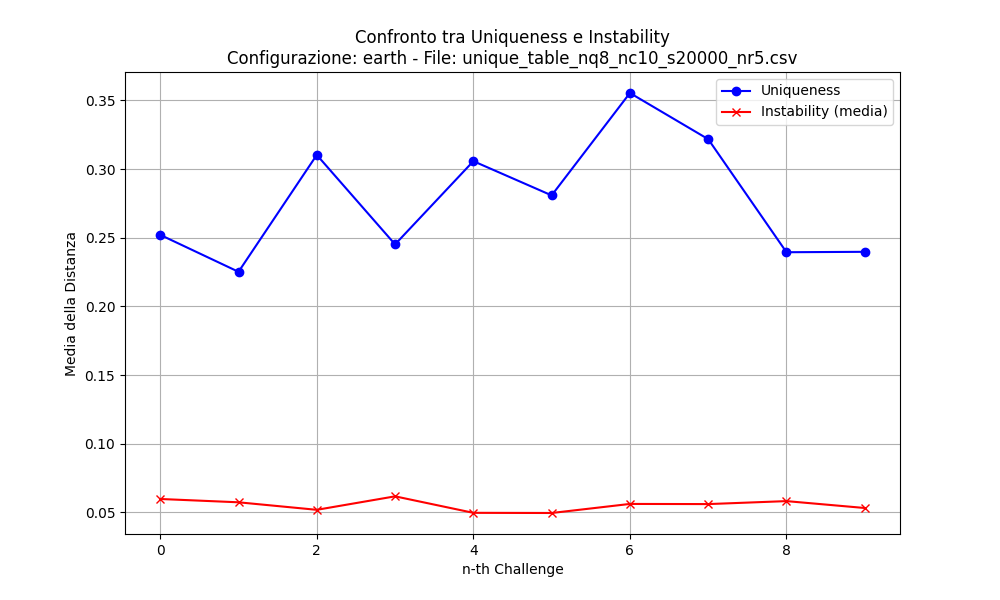 Confronto tra Uniqueness e Instability
Configurazione: earth - File: unique_table_nq8_nc10_s20000_nr5.csv
Uniqueness
Instability (media)
0.35
0.30
0.25
0.20
0.15
0.10
0.05
Media della Distanza
0 2 4 6 8
n-th Challenge